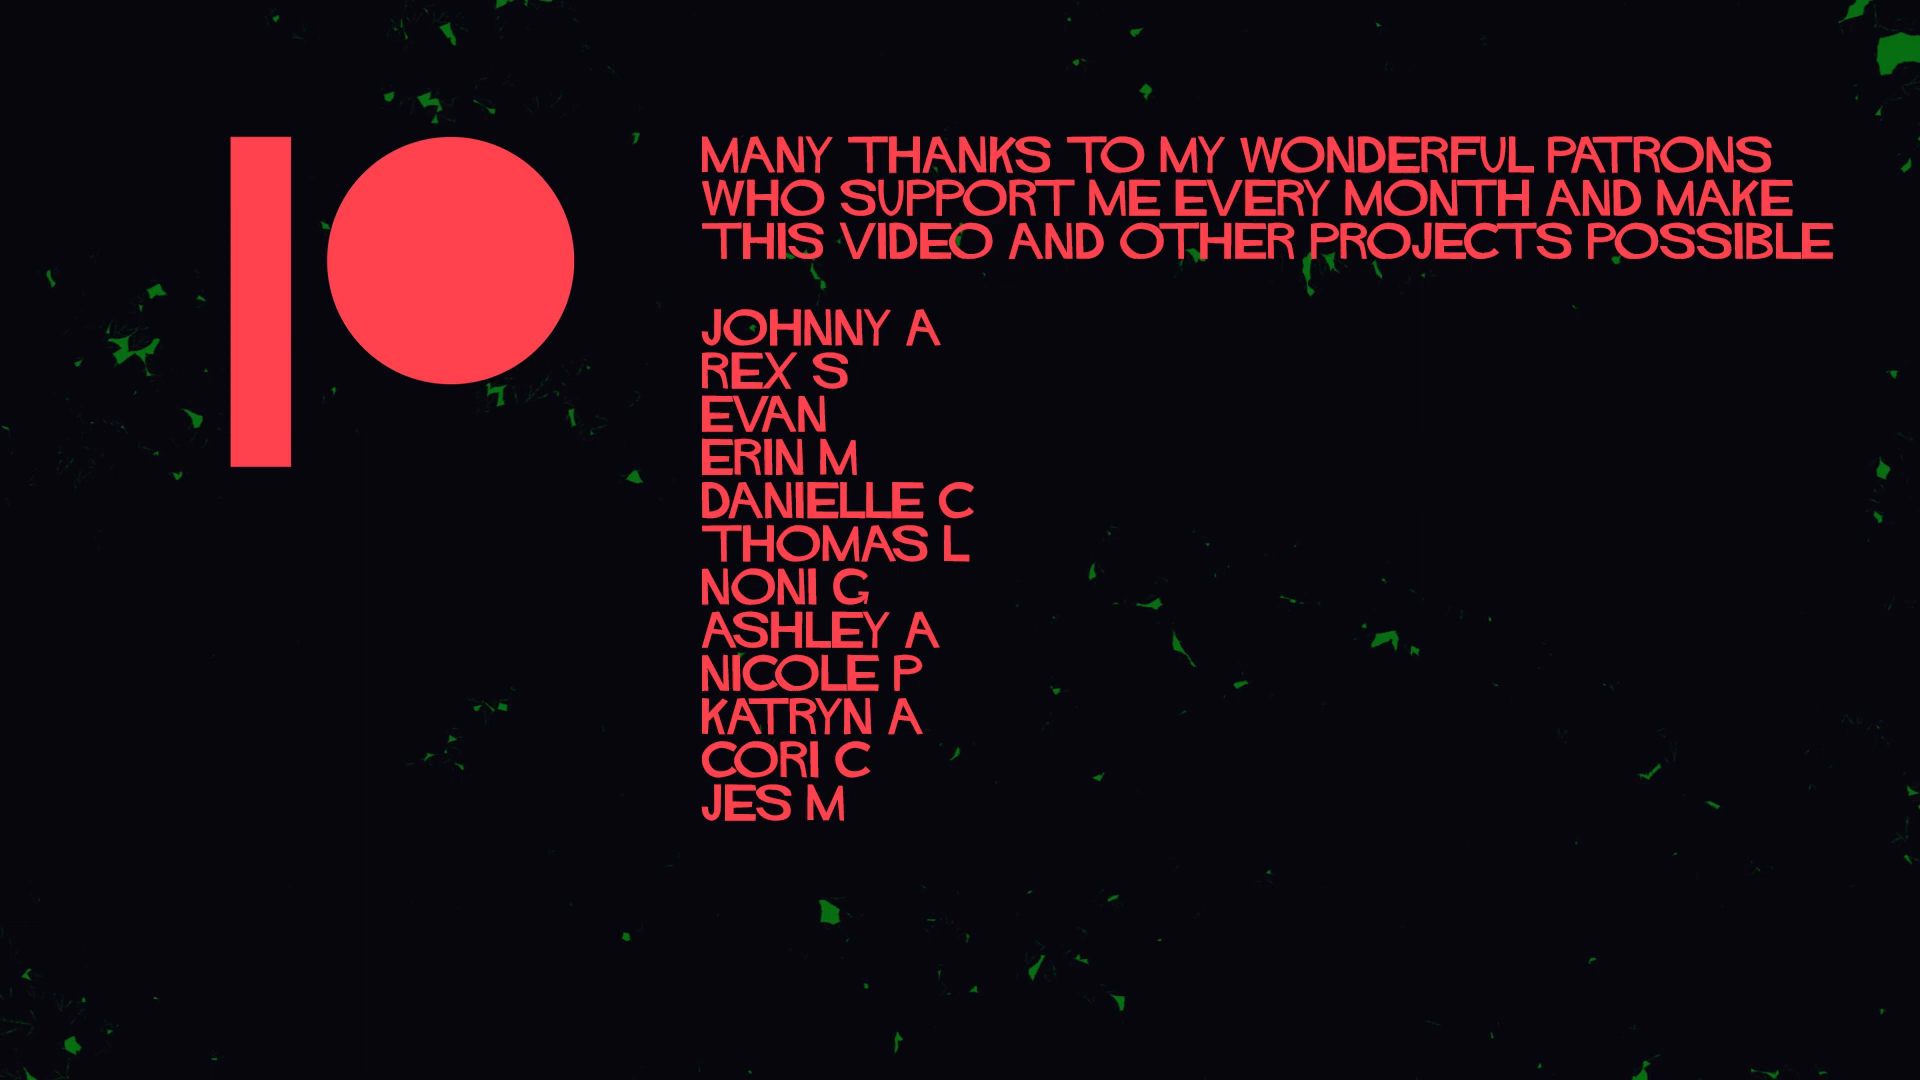 MANY THANKS TO MY WONDERFUL PATRONS
WHO SUPPORT ME EVERY MONTH AND MAKE
THIS VIDEO AND OTHER PROJECTS POSSIBLE
JOHNNY A
REX S
EVAN
ERIN M
DANIELLE C
THOMAS L
NONI G
ASHLEY A
NICOLE P
KATRYN A
CORI C
JES M